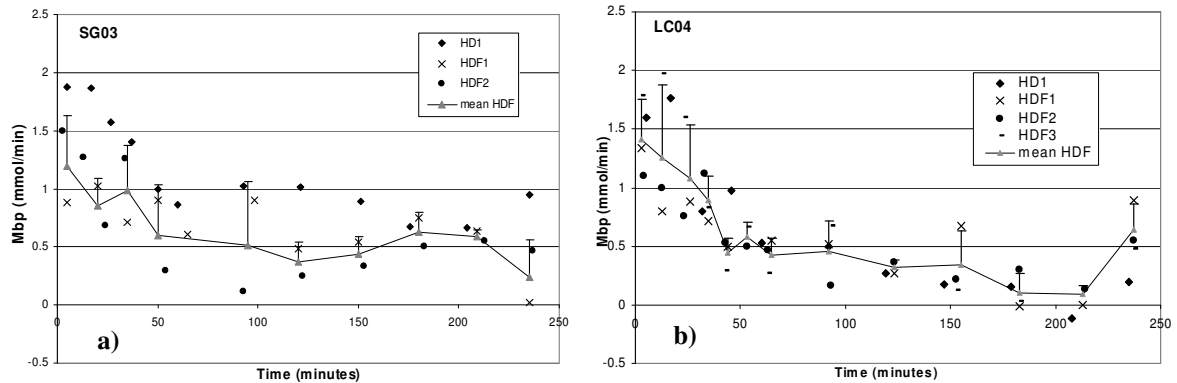 SG03
HD1
HDF1
HDF2
mean HDF
2.5
2
1.5
1
0.5
0
-0.5
0 50 100 150 200 250
Mbp (mmol/min)
Time (minutes)
a)
LC04
HD1
HDF1
HDF2
HDF3
mean HDF
2.5
2
1.5
1
0.5
0
-0.5
0 50 100 150 200 250
Mbp (mmol/min)
Time (minutes)
b)